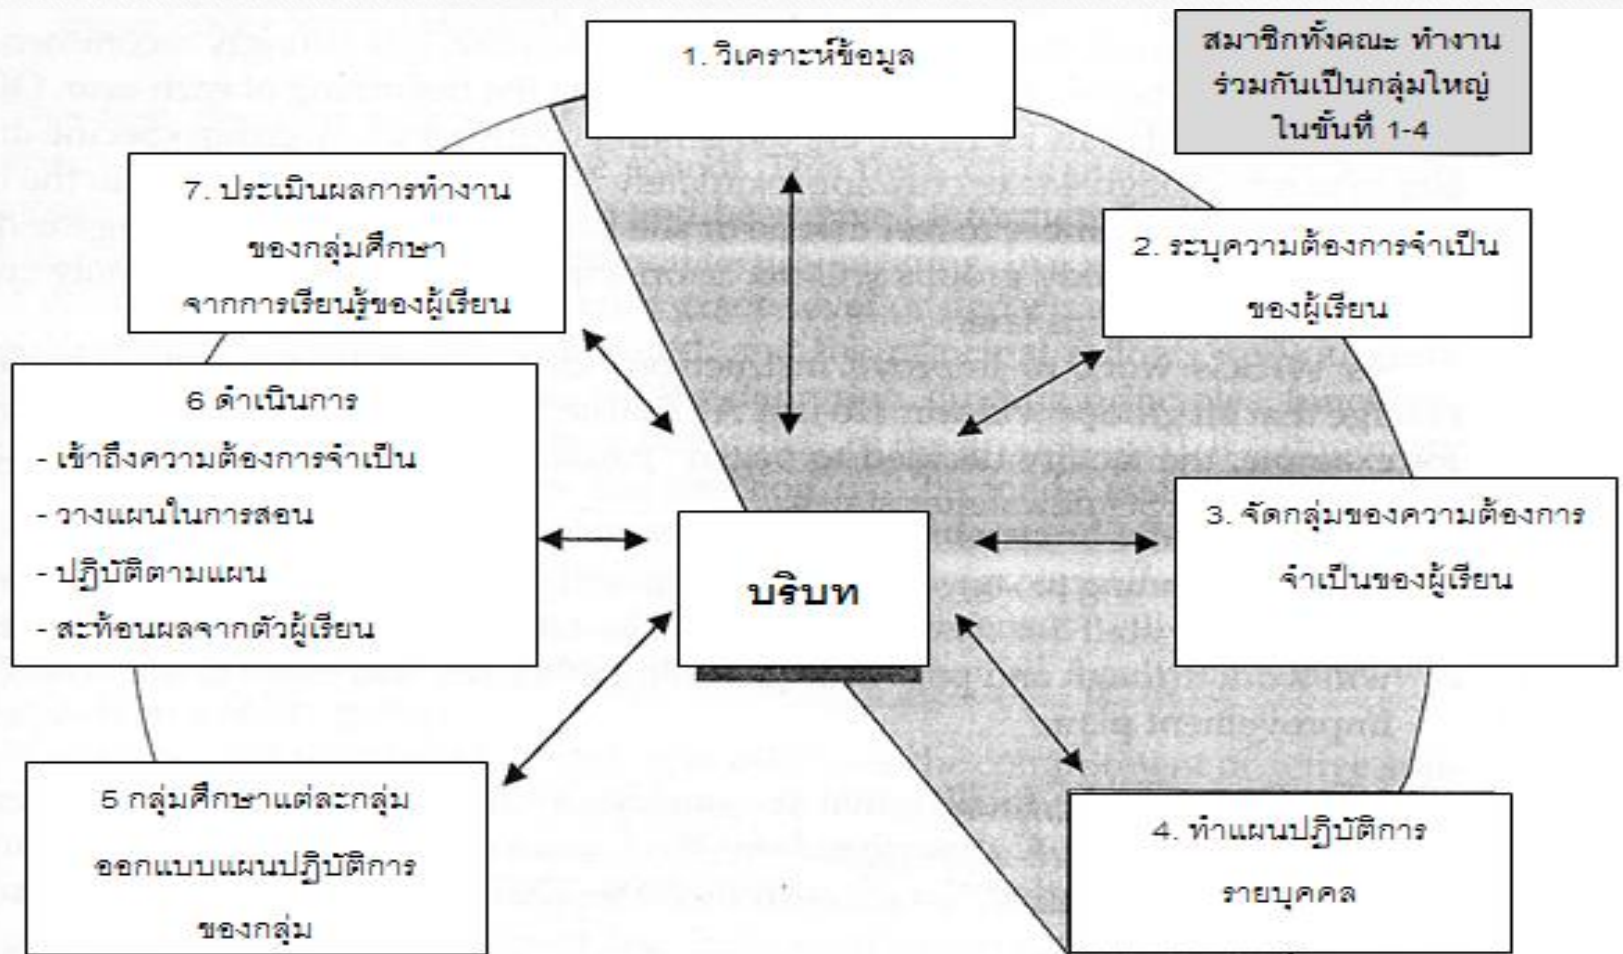 1. วิเคราะห์ข้อมูล
สมาชิกทั้งคณะ ทำงาน
ร่วมกันเป็นกลุ่มใหญ่
ในขั้นที่ 1-4
7. ประเมินผลการทำงาน
ของกลุ่มศึกษา
จากการเรียนรู้ของผู้เรียน
2. ระบุความต้องการจำเป็น
ของผู้เรียน
6 ดำเนินการ
- เข้าถึงความต้องการจำเป็น
- วางแผนในการสอน
- ปฏิบัติตามแผน
- สะท้อนผลจากตัวผู้เรียน
บริบท
3. จัดกลุ่มของความต้องการ
จำเป็นของผู้เรียน
5 กลุ่มศึกษาแต่ละกลุ่ม
ออกแบบแผนปฏิบัติการ
ของกลุ่ม
4. ทำแผนปฏิบัติการ
รายบุคคล
improvement plan